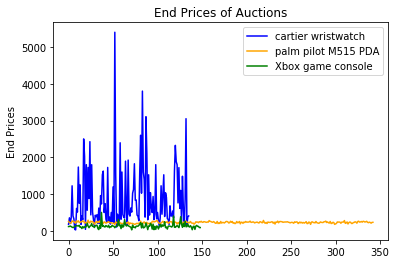 End Prices of Auctions
cartier wristwatch
palm pilot M515 PDA
Xbox game console
End Prices
5000
4000
3000
2000
1000
0
0 50 100 150 200 250 300 350